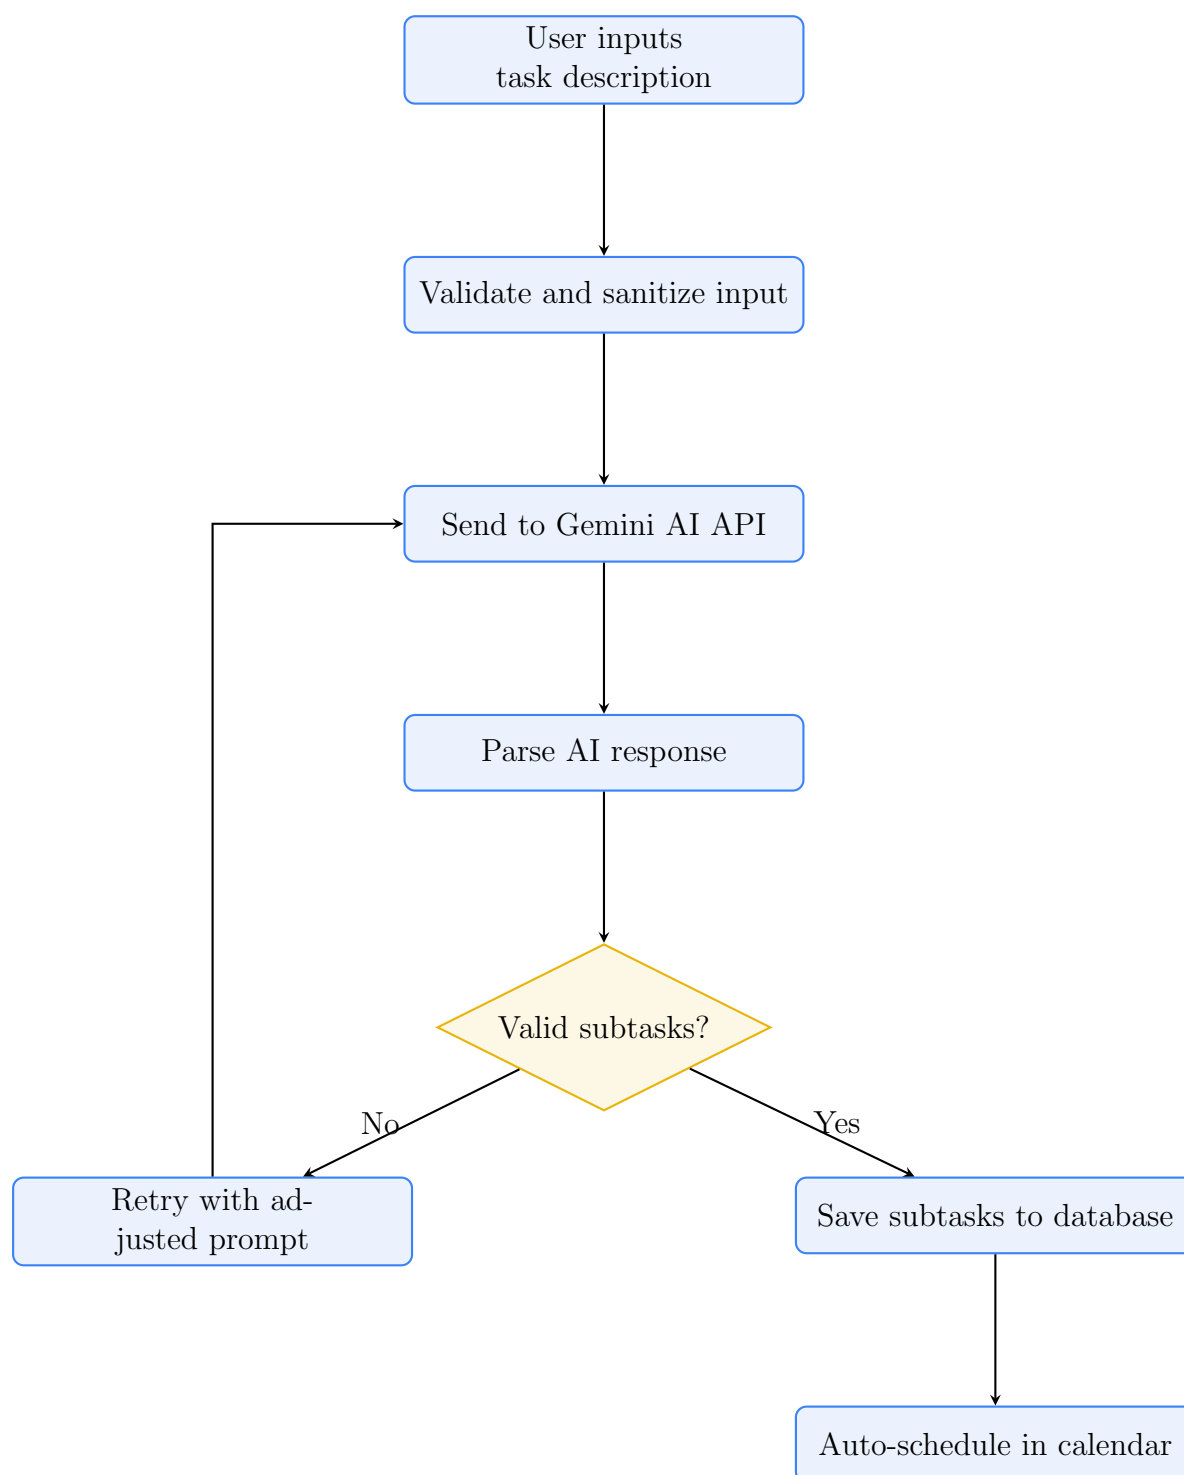 User inputs
task description
Validate and sanitize input
Send to Gemini AI API
Parse AI response
Valid subtasks?
No
Yes
Retry with ad-
justed prompt
Save subtasks to database
Auto-schedule in calendar